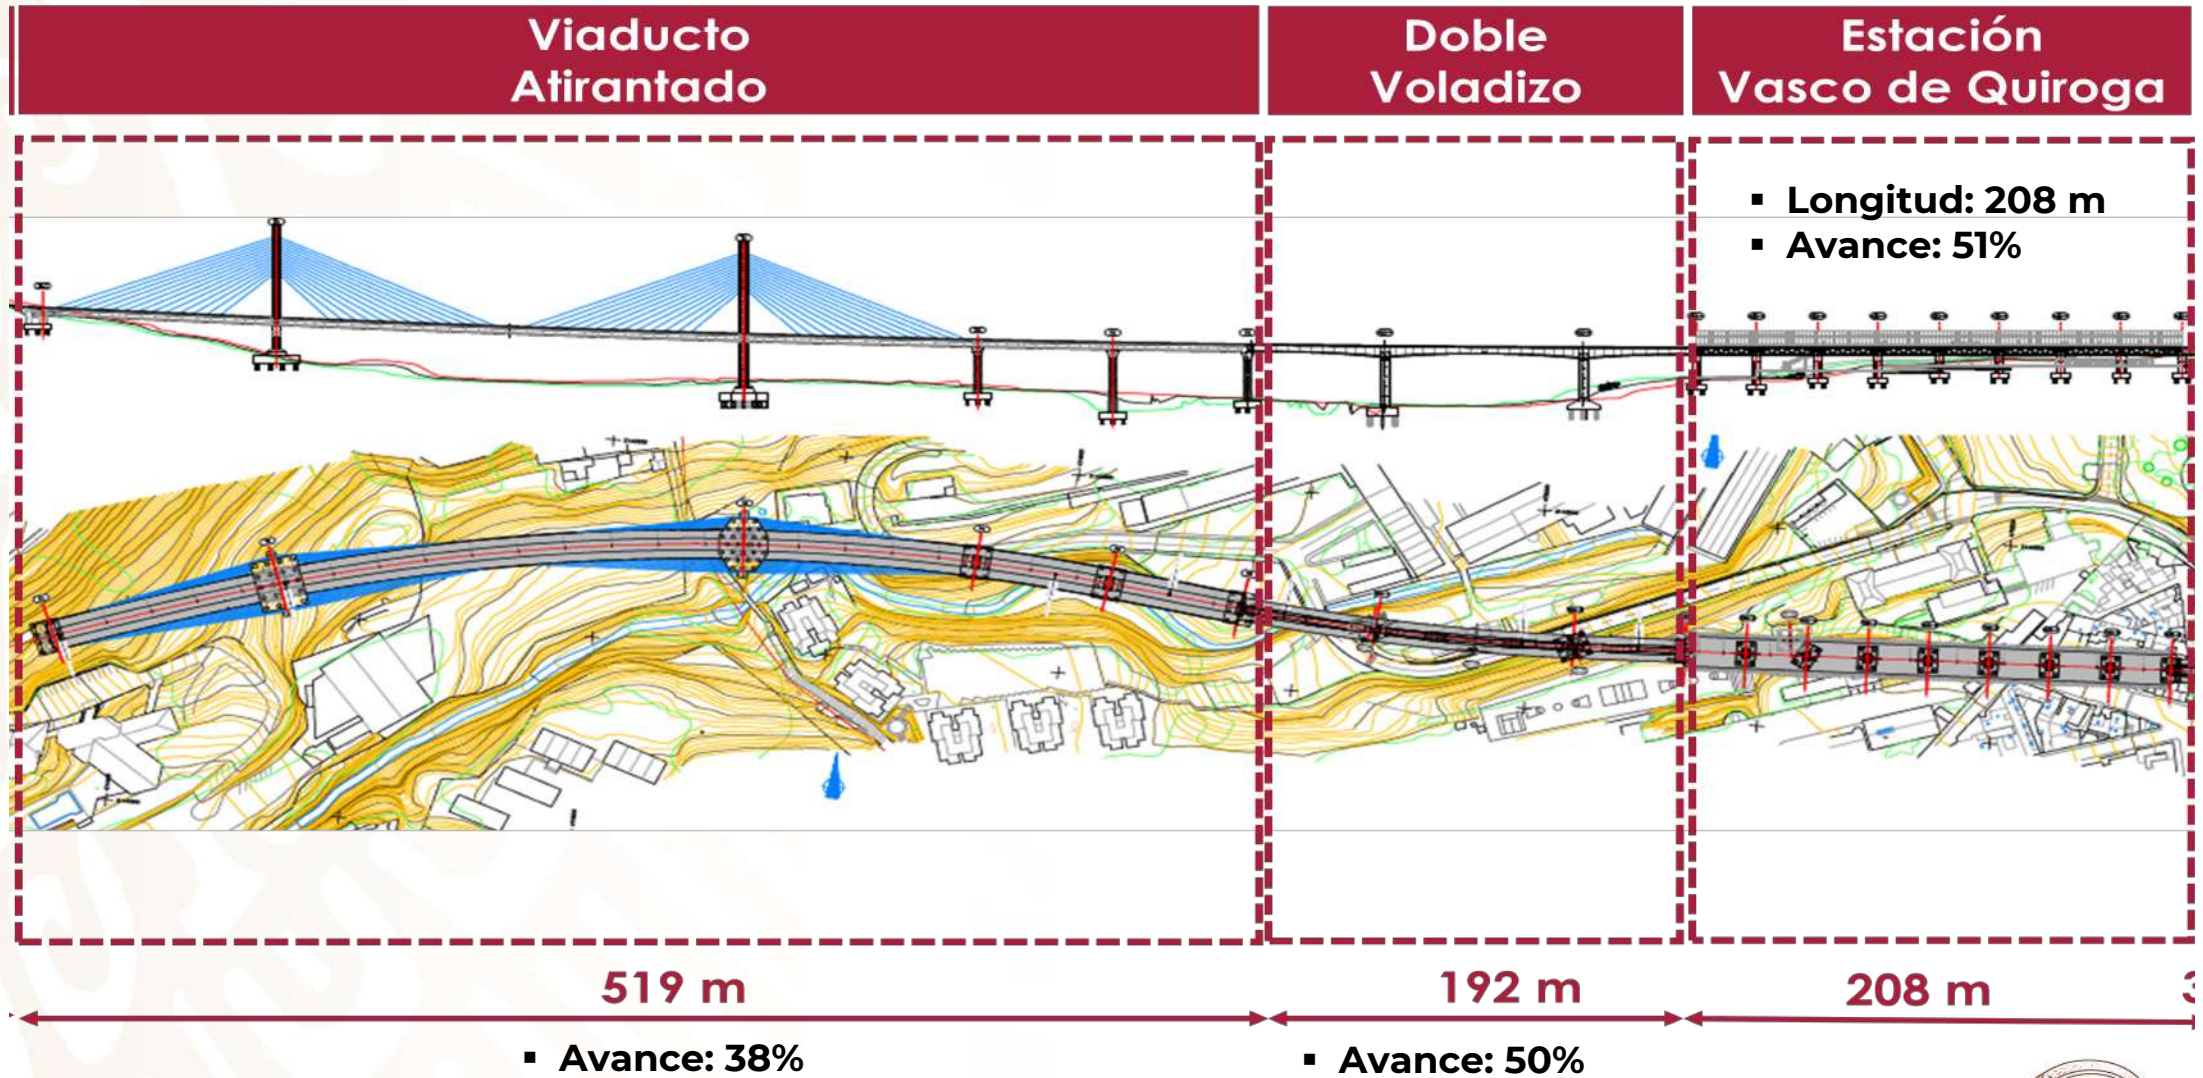 Viaducto
Atirantado
Doble
Voladizo
Estación
Vasco de Quiroga
▪ Longitud: 208 m
▪ Avance: 51%
519 m
192 m
208 m
3
▪ Avance: 38%
▪ Avance: 50%